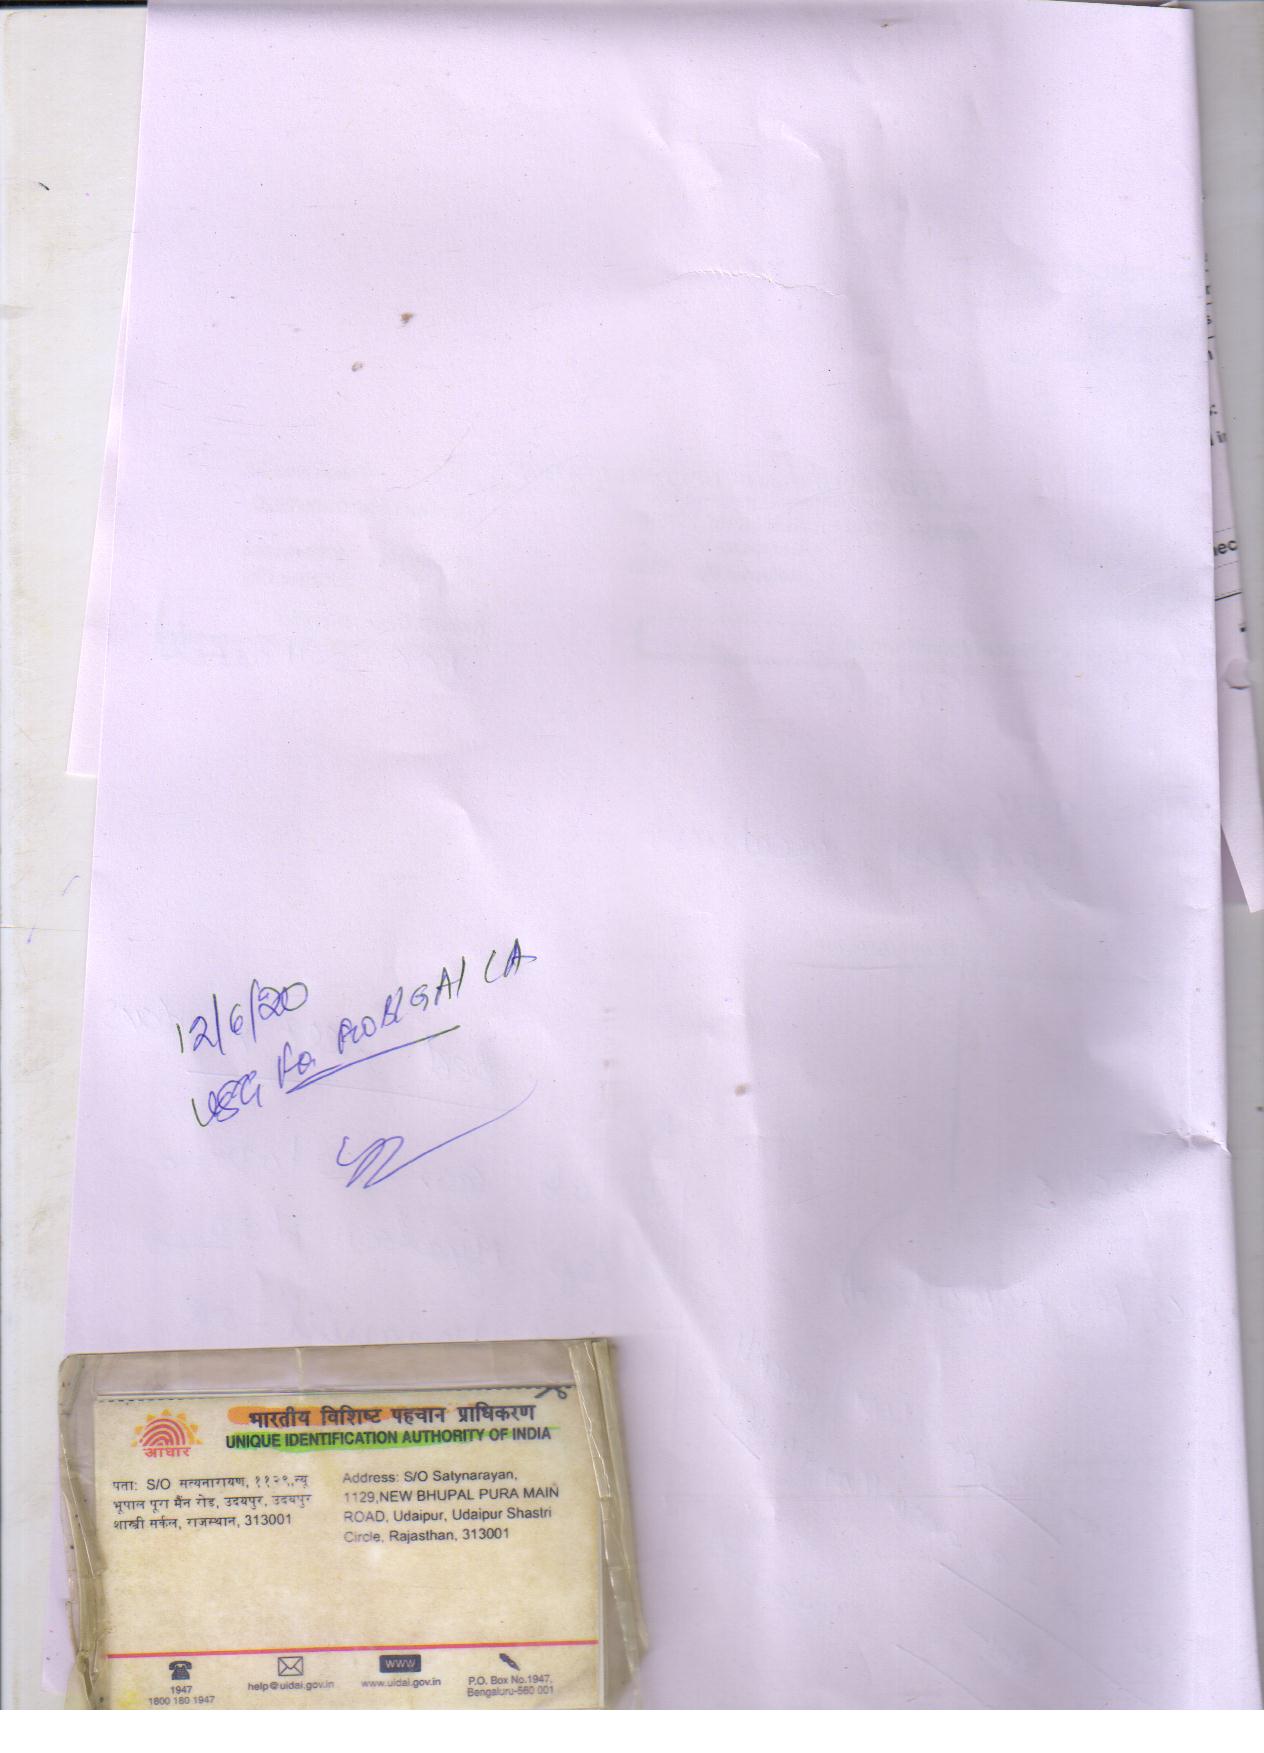 12/6/20
USE For
भारतीय विशिष्ट पहचान प्राधिकरण
UNIQUE IDENTIFICATION AUTHORITY OF INDIA
आधार
पता: S/O सत्यनारायण, ११२९,न्यू
भूपाल पूरा मैंन रोड, उदयपुर, उदयपुर
शास्त्री सर्कल, राजस्थान, 313001
Address: S/O Satynarayan,
1129,NEW BHUPAL PURA MAIN
ROAD, Udaipur, Udaipur Shastri
Circle, Rajasthan, 313001
1947
1800 180 1947
help@uidai.gov.in
www
www.uidai.gov.in
P.O. Box No.1947,
Bengaluru-560 001